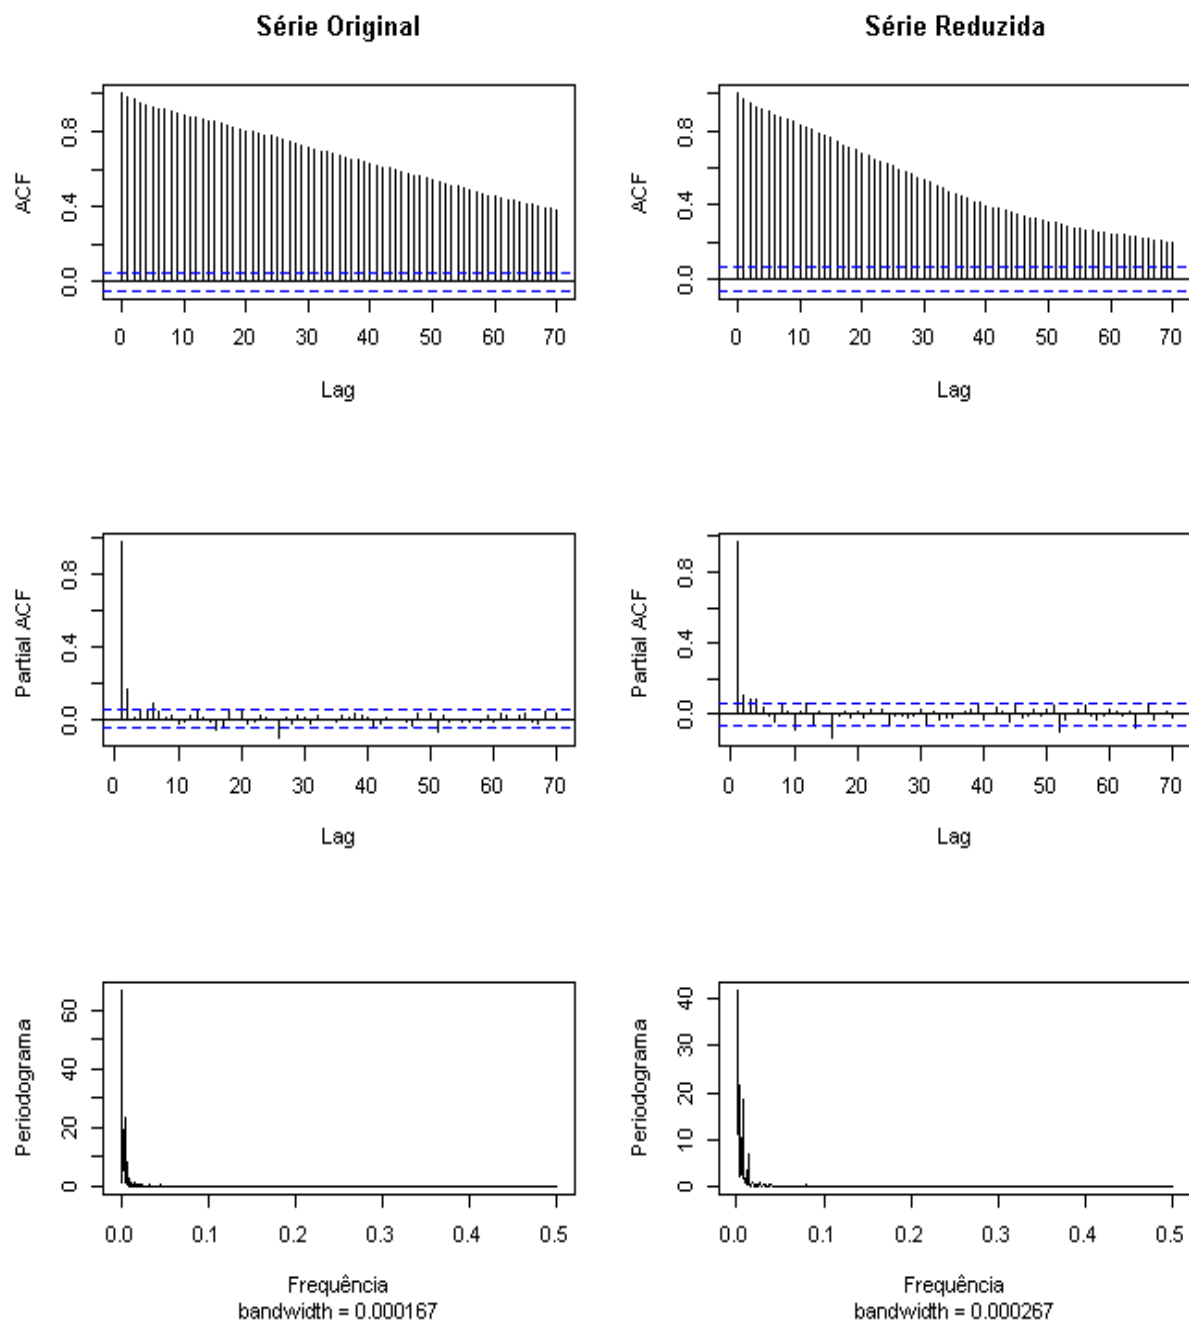 Série Original
Série Reduzida
ACF
0.0 0.4 0.8
0 10 20 30 40 50 60 70
Lag
ACF
0.0 0.4 0.8
0 10 20 30 40 50 60 70
Lag
Partial ACF
0.0 0.4 0.8
0 10 20 30 40 50 60 70
Lag
Partial ACF
0.0 0.4 0.8
0 10 20 30 40 50 60 70
Lag
Periodograma
0 20 40 60
0.0 0.1 0.2 0.3 0.4 0.5
Frequência
bandwidth = 0.000167
Periodograma
0 10 20 30 40
0.0 0.1 0.2 0.3 0.4 0.5
Frequência
bandwidth = 0.000267